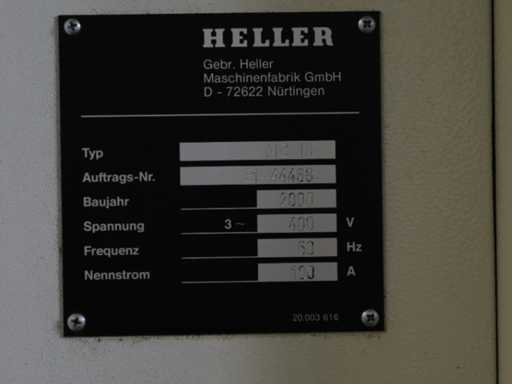 HELLER
Gebr. Heller
Maschinenfabrik GmbH
D - 72622 Nürtingen
Typ
Auftrags-Nr.
Baujahr 2000
Spannung 3~ 400 V
Frequenz Hz
Nennstrom A
20.003 616